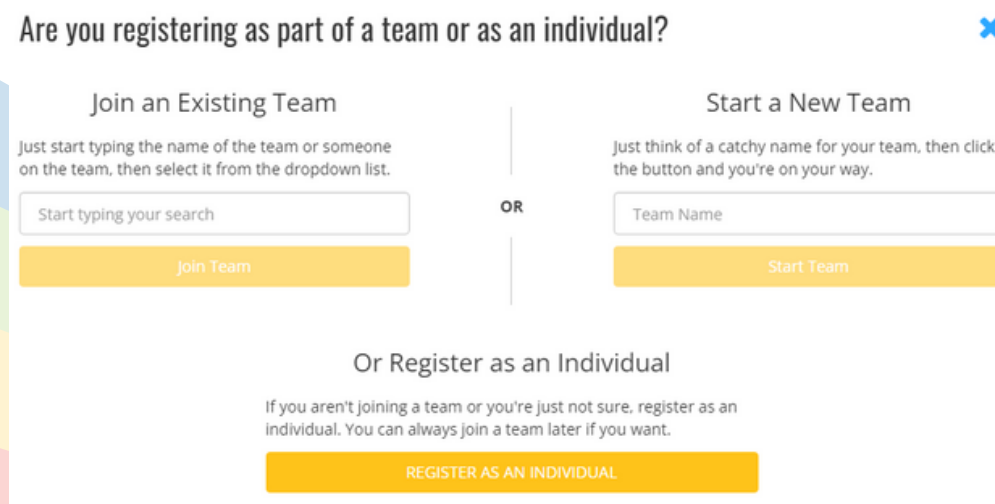 Are you registering as part of a team or as an individual?
Join an Existing Team
Just start typing the name of the team or someone
on the team, then select it from the dropdown list.
Start typing your search
Join Team
OR
Start a New Team
Just think of a catchy name for your team, then click
the button and you're on your way.
Team Name
Start Team
Or Register as an Individual
If you aren't joining a team or you're just not sure, register as an
individual. You can always join a team later if you want.
REGISTER AS AN INDIVIDUAL